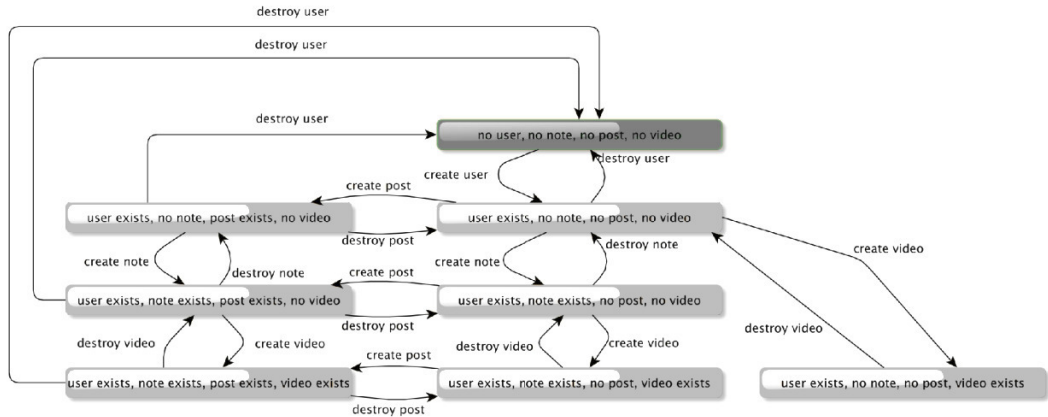 destroy user
destroy user
destroy user
no user, no note, no post, no video
destroy user
create user
create post
user exists, no note, post exists, no video
user exists, no note, no post, no video
destroy post
destroy note
create video
create note
destroy note
create note
create post
user exists, note exists, post exists, no video
user exists, note exists, no post, no video
destroy post
destroy video
destroy video
create video
destroy video
create video
create post
user exists, note exists, post exists, video exists
user exists, note exists, no post, video exists
user exists, no note, no post, video exists
destroy post